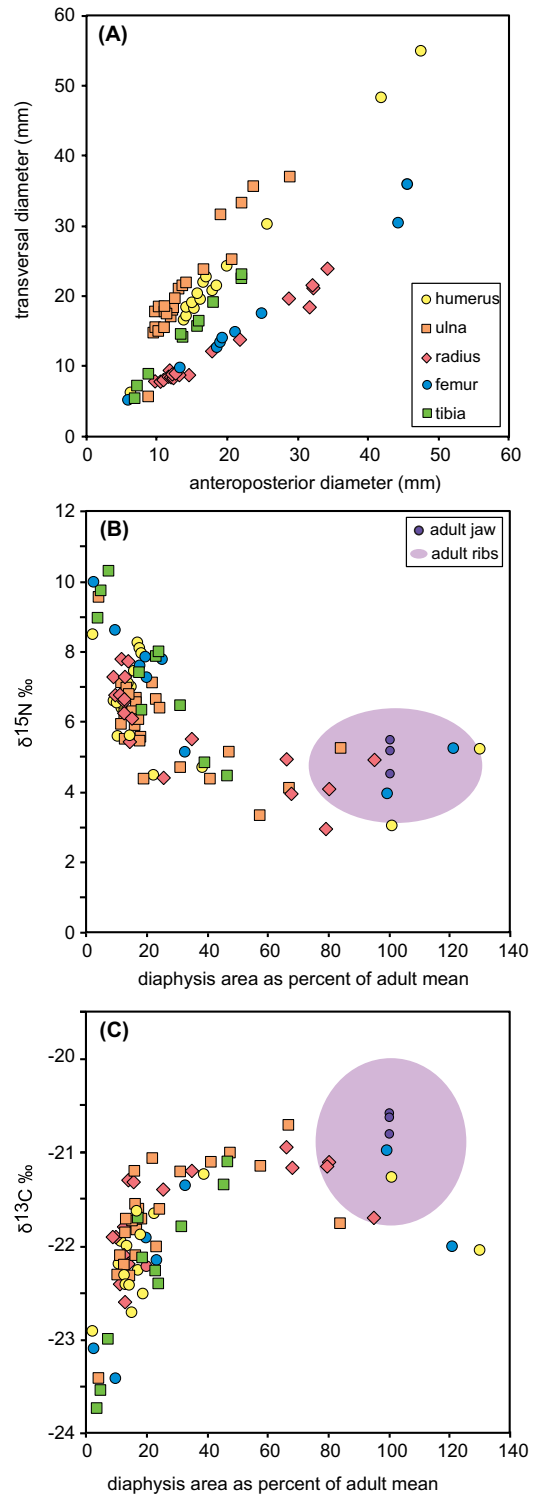 (A)
60
50
40
30
20
10
0
transversal diameter (mm)
humerus
ulna
radius
femur
tibia
0 10 20 30 40 50 60
anteroposterior diameter (mm)
(B)
12
10
8
6
4
2
0
δ15N ‰
adult jaw
adult ribs
0 20 40 60 80 100 120 140
diaphysis area as percent of adult mean
(C)
-20
-21
-22
-23
-24
δ13C ‰
0 20 40 60 80 100 120 140
diaphysis area as percent of adult mean